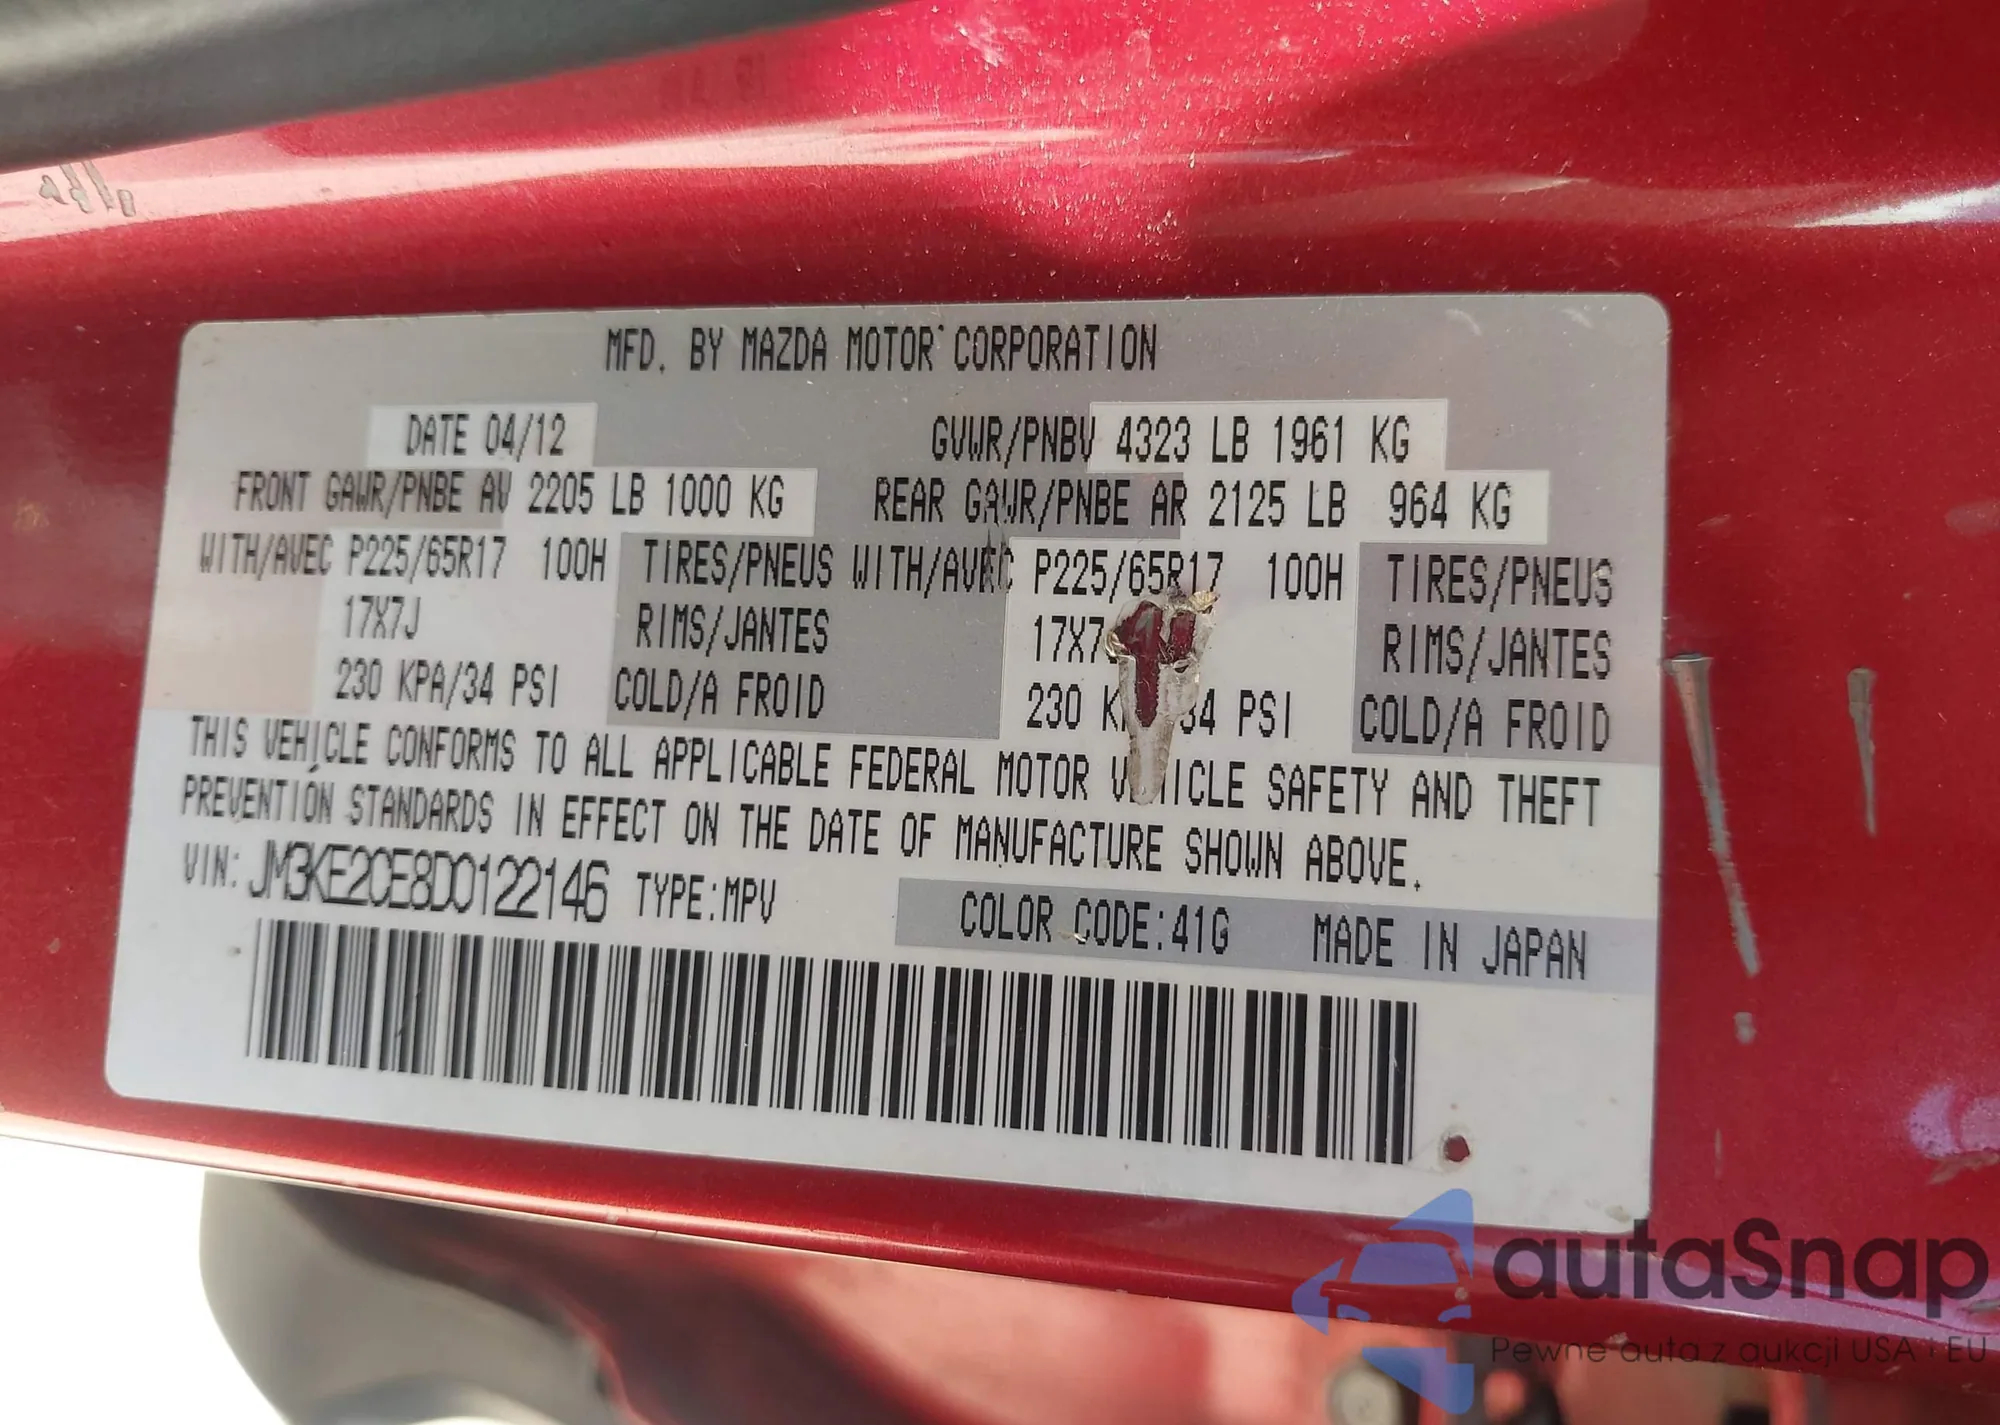 MFD. BY MAZDA MOTOR CORPORATION
DATE 04/12 GVWR/PNBV 4323 LB 1961 KG
FRONT GAWR/PNBE AV 2205 LB 1000 KG REAR GAWR/PNBE AR 2125 LB 964 KG
WITH/AVEC P225/65R17 100H TIRES/PNEUS WITH/AVEC P225/65R17 100H TIRES/PNEUS
17X7J RIMS/JANTES RIMS/JANTES
230 KPA/34 PSI COLD/A FROID 230 PSI COLD/A FROID
THIS VEHICLE CONFORMS TO ALL APPLICABLE FEDERAL MOTOR VEHICLE SAFETY AND THEFT
PREVENTION STANDARDS IN EFFECT ON THE DATE OF MANUFACTURE SHOWN ABOVE.
VIN: JM3KE2CE8D0122146 TYPE:MPV COLOR CODE:41G MADE IN JAPAN
autaSnap
Pewne auta z aukcji USA i EU